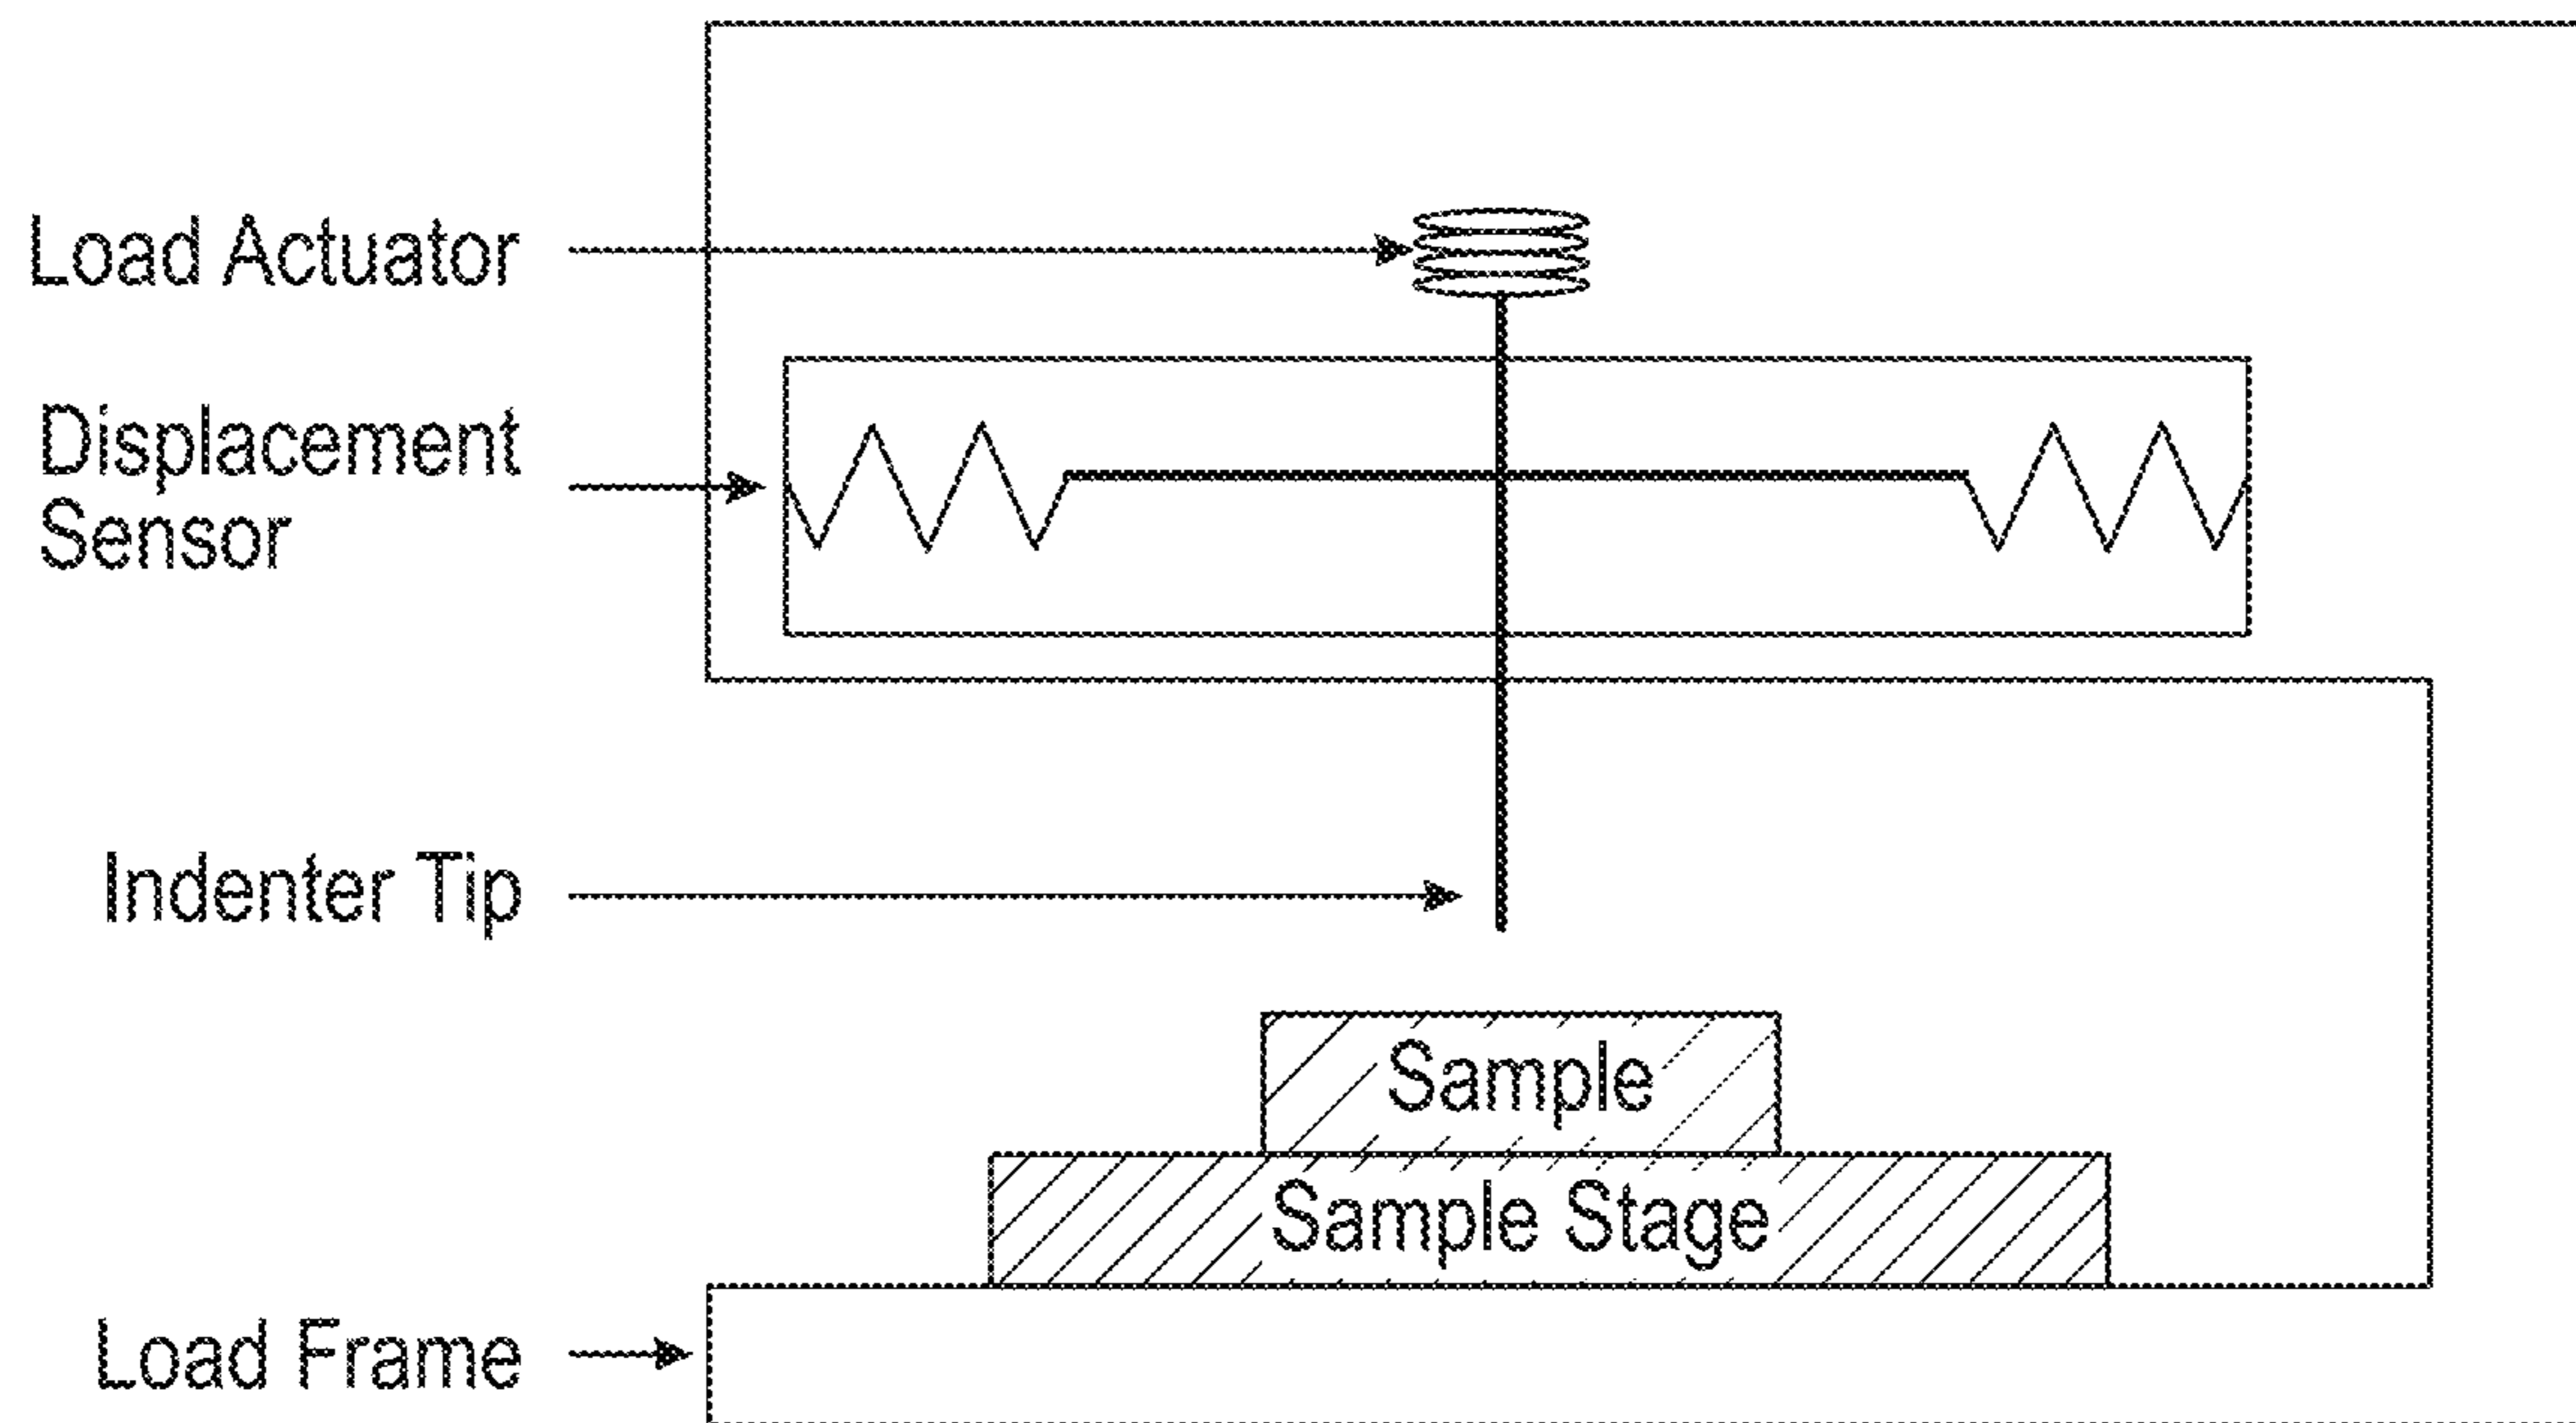 Load Actuator
Displacement
Sensor
Indenter Tip
Sample
Sample Stage
Load Frame